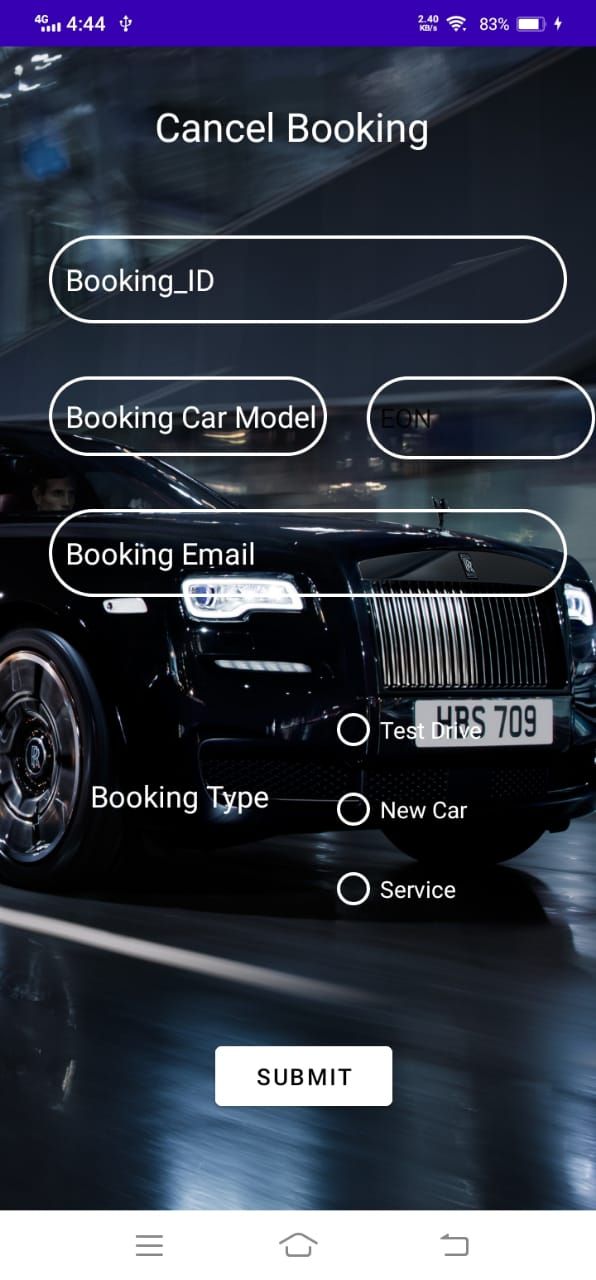 4G 4:44 2.40 KB/s 83%
Cancel Booking
Booking_ID
Booking Car Model EON
Booking Email
HBS 709
Test Drive
Booking Type
New Car
Service
SUBMIT